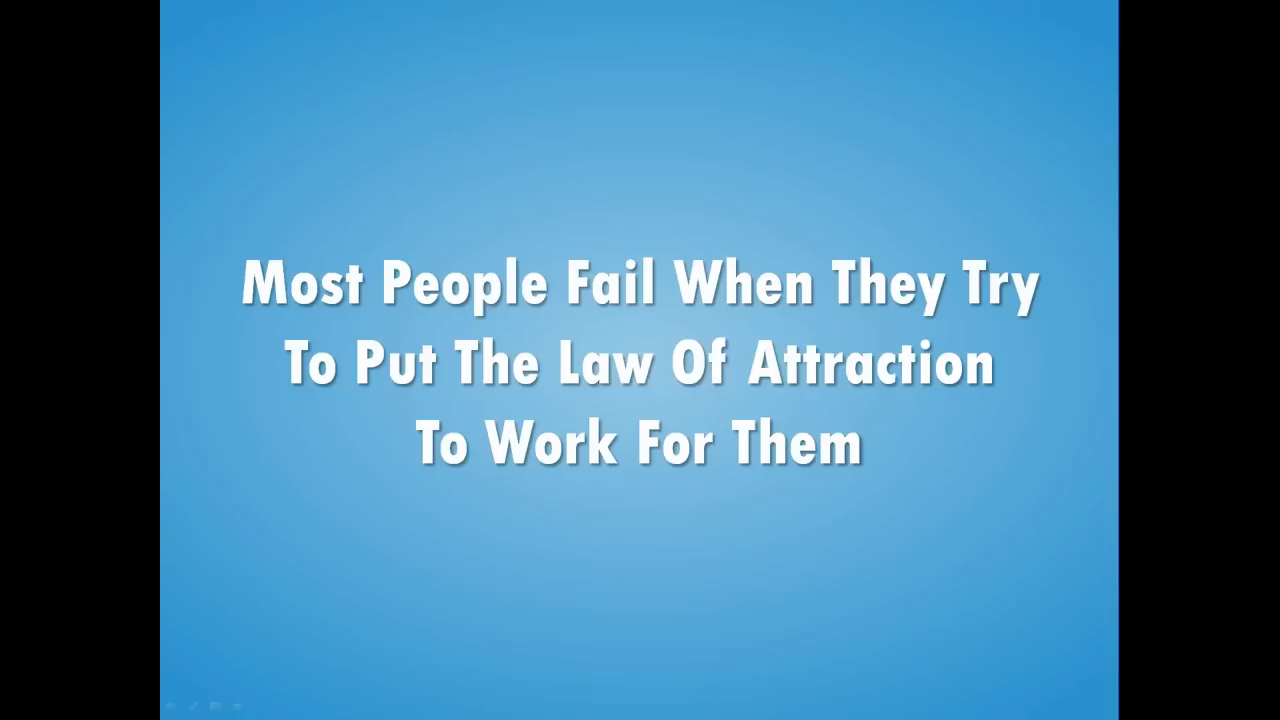 Most People Fail When They Try
To Put The Law Of Attraction
To Work For Them